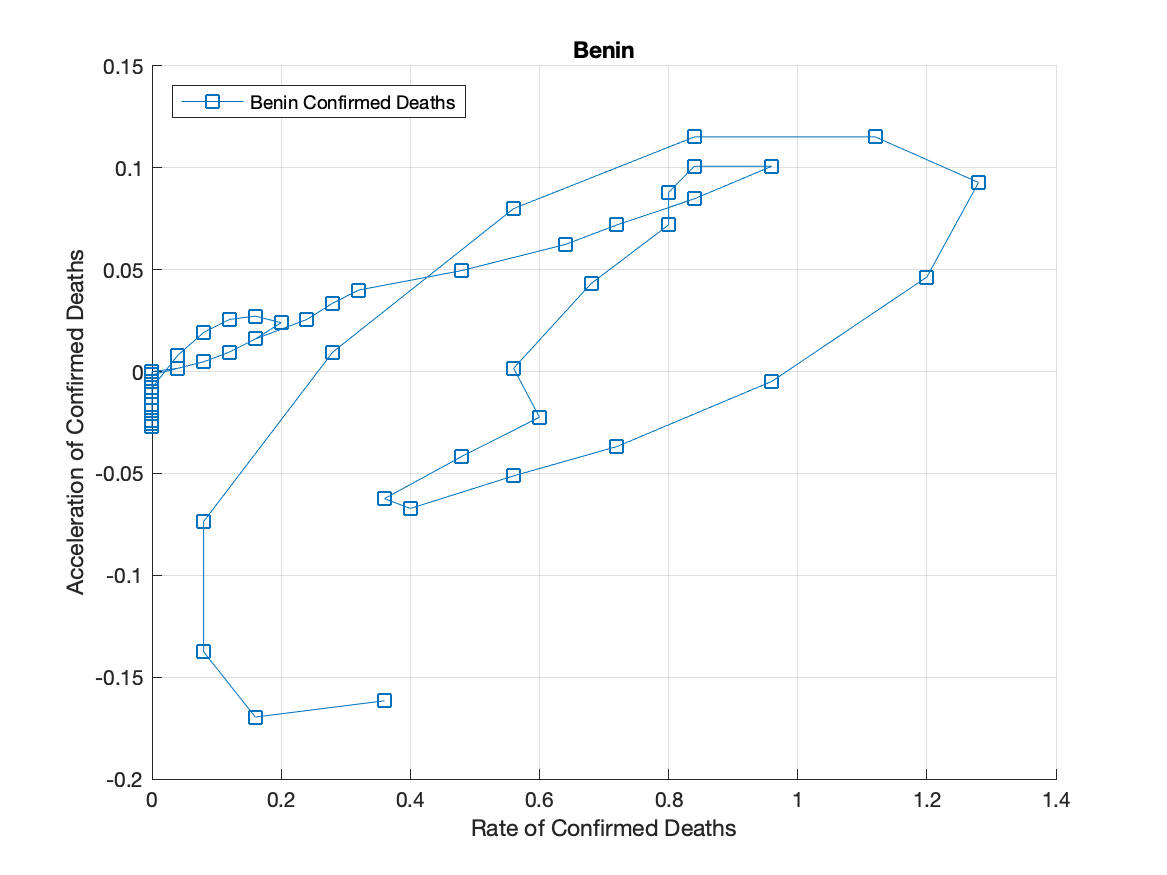 Benin
Benin Confirmed Deaths
Acceleration of Confirmed Deaths
0.15
0.1
0.05
0
-0.05
-0.1
-0.15
-0.2
0 0.2 0.4 0.6 0.8 1 1.2 1.4
Rate of Confirmed Deaths